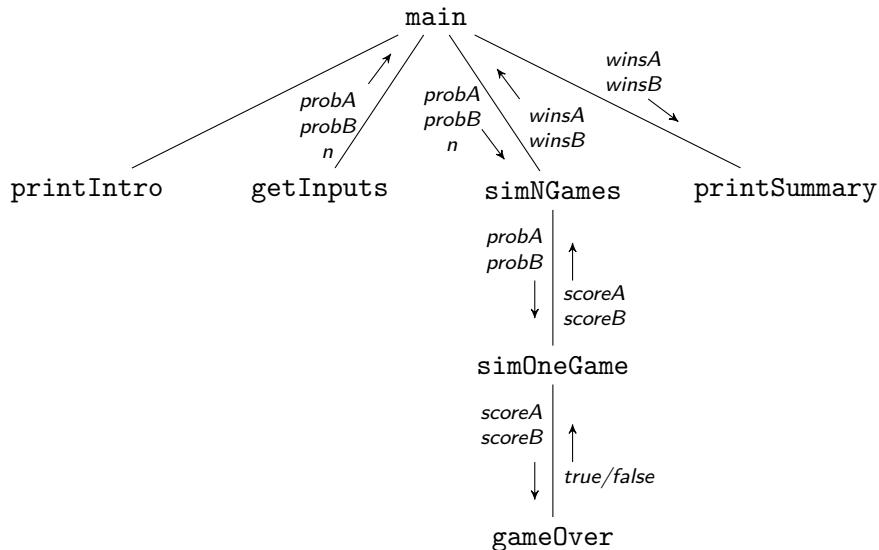 main
winsA
winsB
probA
probB
n
probA
probB
n
winsA
winsB
printIntro
getInputs
simNGames
printSummary
probA
probB
scoreA
scoreB
simOneGame
scoreA
scoreB
true/false
gameOver